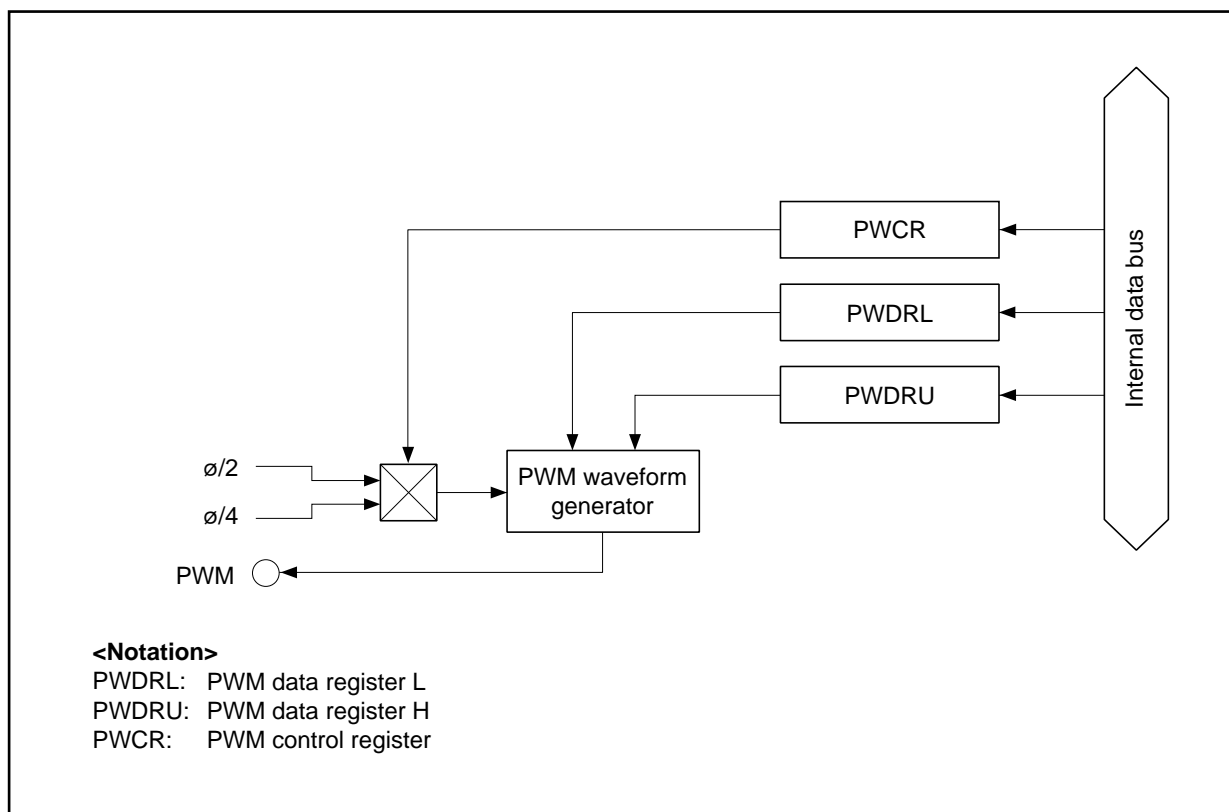 PWCR
PWDRL
PWDRU
Internal data bus
ø/2
ø/4
PWM waveform
generator
PWM
<Notation>
PWDRL: PWM data register L
PWDRU: PWM data register H
PWCR: PWM control register